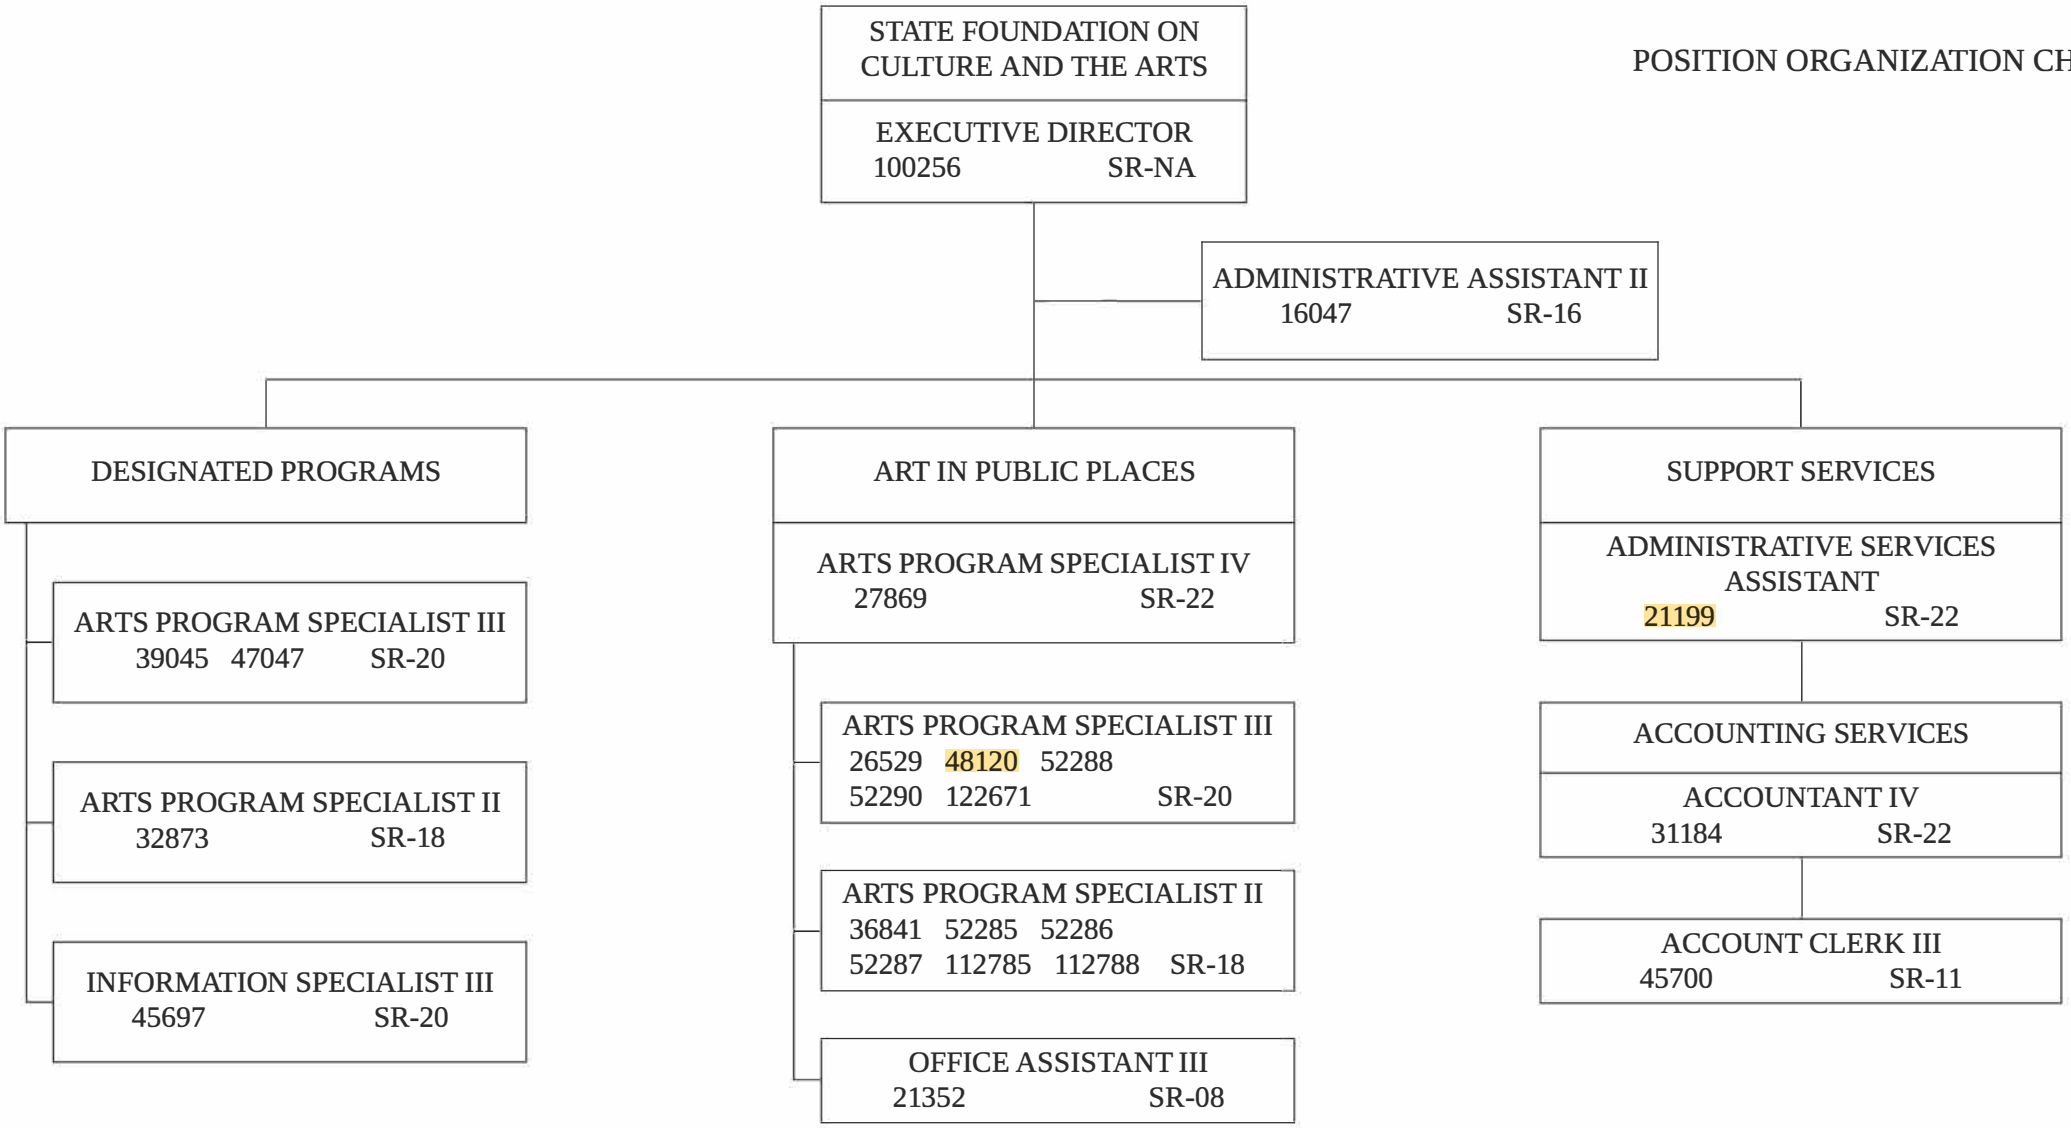 STATE FOUNDATION ON
CULTURE AND THE ARTS
POSITION ORGANIZATION CH
EXECUTIVE DIRECTOR
100256 SR-NA
ADMINISTRATIVE ASSISTANT II
16047 SR-16
DESIGNATED PROGRAMS
ARTS PROGRAM SPECIALIST III
39045 47047 SR-20
ARTS PROGRAM SPECIALIST II
32873 SR-18
INFORMATION SPECIALIST III
45697 SR-20
ART IN PUBLIC PLACES
ARTS PROGRAM SPECIALIST IV
27869 SR-22
ARTS PROGRAM SPECIALIST III
26529 48120 52288
52290 122671 SR-20
ARTS PROGRAM SPECIALIST II
36841 52285 52286
52287 112785 112788 SR-18
OFFICE ASSISTANT III
21352 SR-08
SUPPORT SERVICES
ADMINISTRATIVE SERVICES
ASSISTANT
21199 SR-22
ACCOUNTING SERVICES
ACCOUNTANT IV
31184 SR-22
ACCOUNT CLERK III
45700 SR-11